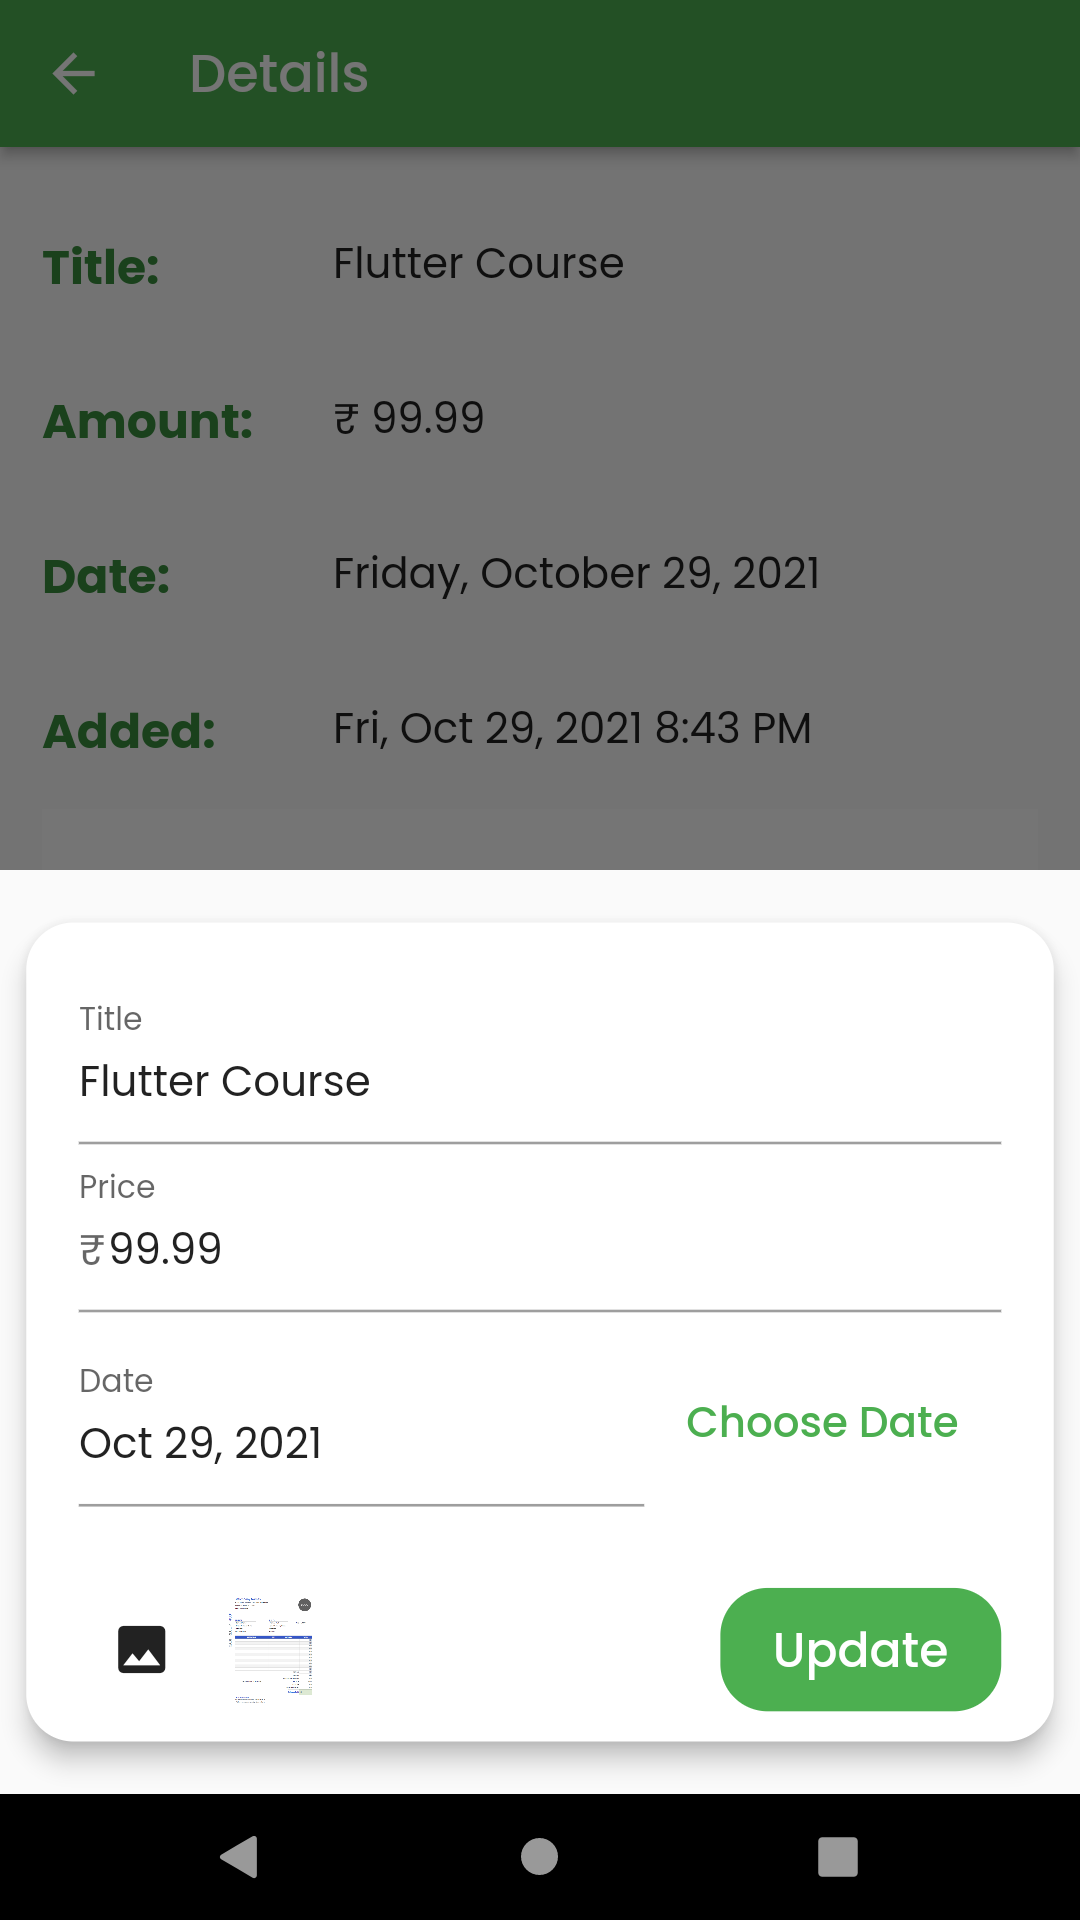 Details
Title: Flutter Course
Amount: ₹ 99.99
Date: Friday, October 29, 2021
Added: Fri, Oct 29, 2021 8:43 PM
Title
Flutter Course
Price
₹99.99
Date
Oct 29, 2021
Choose Date
Update